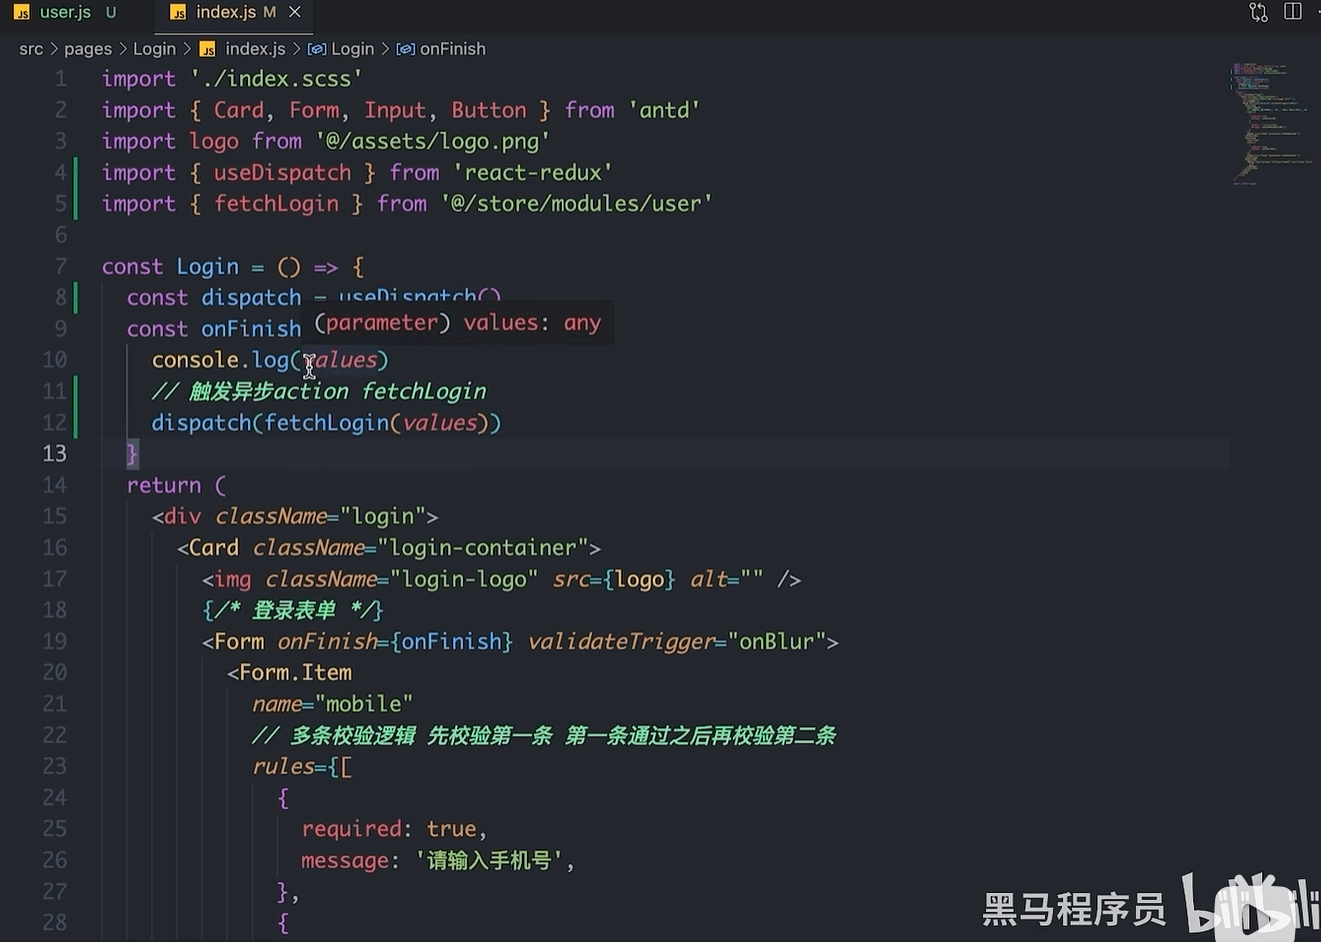 user.js U index.js M
src > pages > Login > index.js > Login > onFinish
1 import './index.scss'
2 import { Card, Form, Input, Button } from 'antd'
3 import logo from '@/assets/logo.png'
4 import { useDispatch } from 'react-redux'
5 import { fetchLogin } from '@/store/modules/user'
6
7 const Login = () => {
8 const dispatch = useDispatch()
9 const onFinish
(parameter) values: any
10 console.log(values)
11 // 触发异步action fetchLogin
12 dispatch(fetchLogin(values))
13 }
14 return (
15 <div className="login">
16 <Card className="login-container">
17 <img className="login-logo" src={logo} alt="" />
18 {/* 登录表单 */}
19 <Form onFinish={onFinish} validateTrigger="onBlur">
20 <Form.Item
21 name="mobile"
22 // 多条校验逻辑 先校验第一条 第一条通过之后再校验第二条
23 rules={[
24 {
25 required: true,
26 message: '请输入手机号',
27 },
28 {
黑马程序员 bilibili